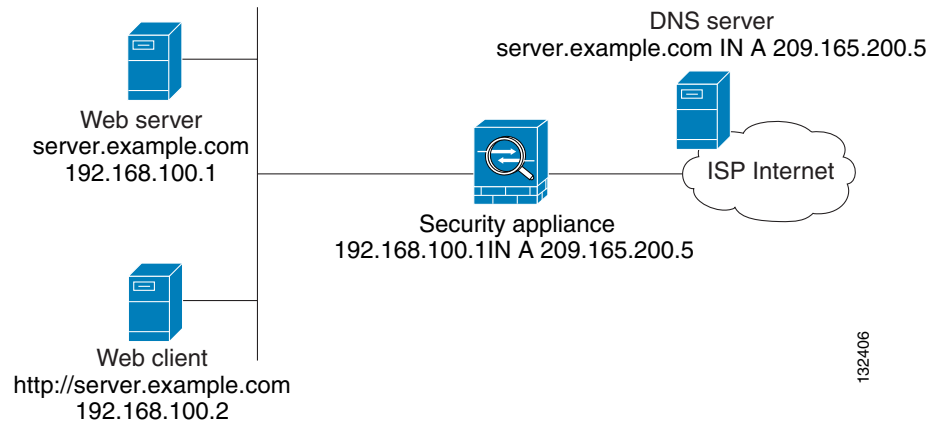 DNS server
server.example.com IN A 209.165.200.5
Web server
server.example.com
192.168.100.1
ISP Internet
Security appliance
192.168.100.1IN A 209.165.200.5
Web client
http://server.example.com
192.168.100.2
132406